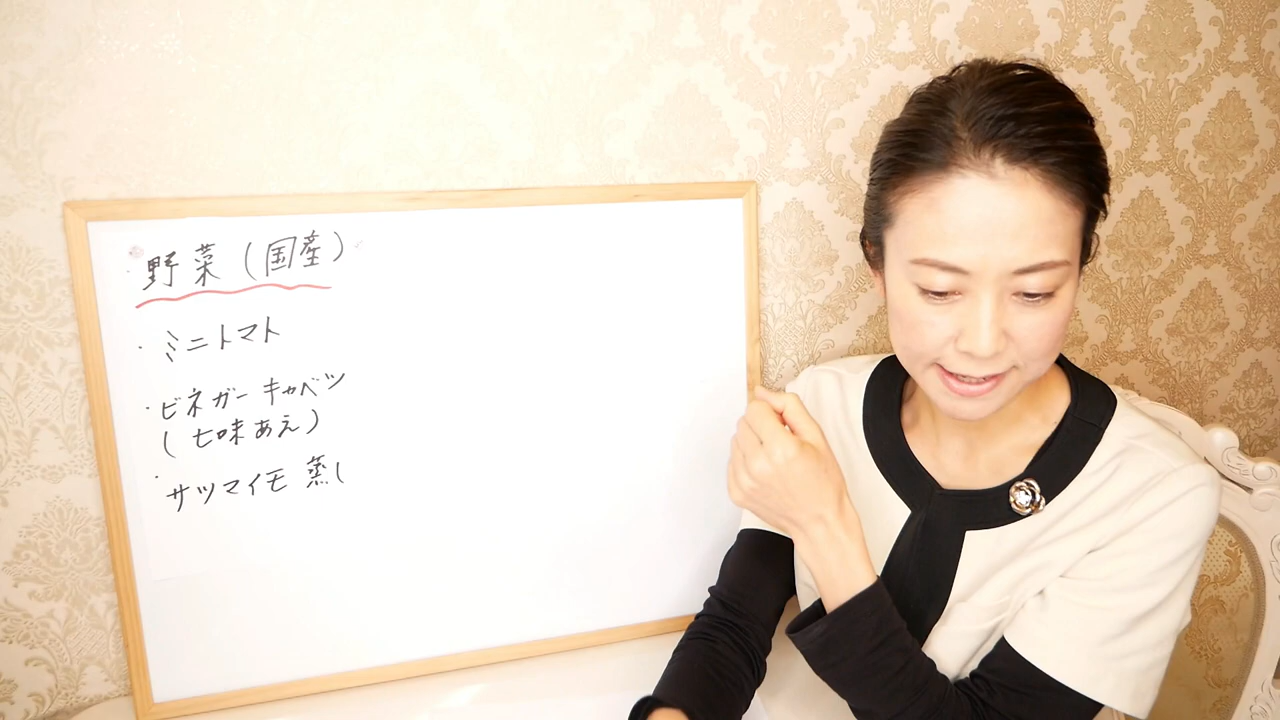 野菜(国産)
・ミニトマト
・ビネガーキャベツ
(七味あえ)
・サツマイモ蒸し